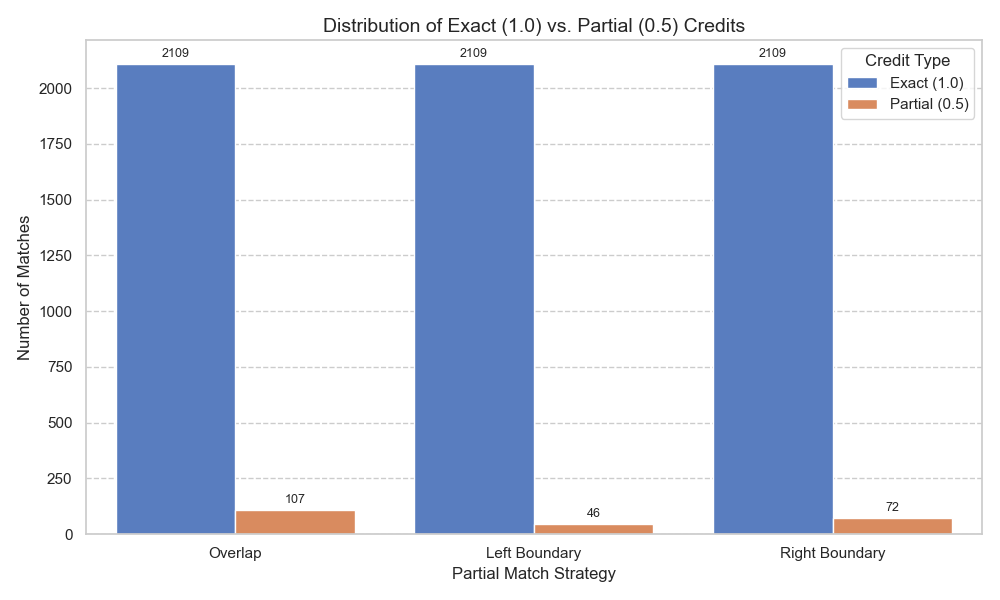 Distribution of Exact (1.0) vs. Partial (0.5) Credits
2109
2109
2109
Credit Type
Exact (1.0)
Partial (0.5)
2000
1750
1500
1250
1000
750
500
250
0
Number of Matches
107
46
72
Overlap
Left Boundary
Right Boundary
Partial Match Strategy